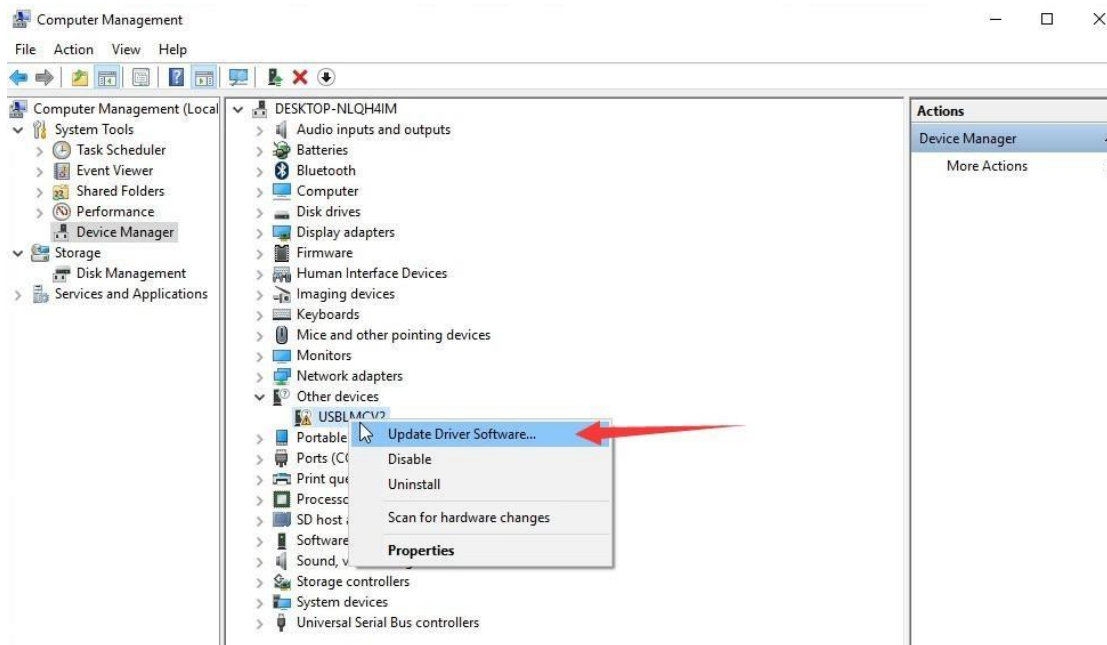 Computer Management
File Action View Help
Computer Management (Local
System Tools
Task Scheduler
Event Viewer
Shared Folders
Performance
Device Manager
Storage
Disk Management
Services and Applications
DESKTOP-NLQH4IM
Audio inputs and outputs
Batteries
Bluetooth
Computer
Disk drives
Display adapters
Firmware
Human Interface Devices
Imaging devices
Keyboards
Mice and other pointing devices
Monitors
Network adapters
Other devices
USBLMCV2
Portable
Ports (CO
Print que
Processo
SD host a
Software
Sound, v
Storage controllers
System devices
Universal Serial Bus controllers
Update Driver Software...
Disable
Uninstall
Scan for hardware changes
Properties
Actions
Device Manager
More Actions